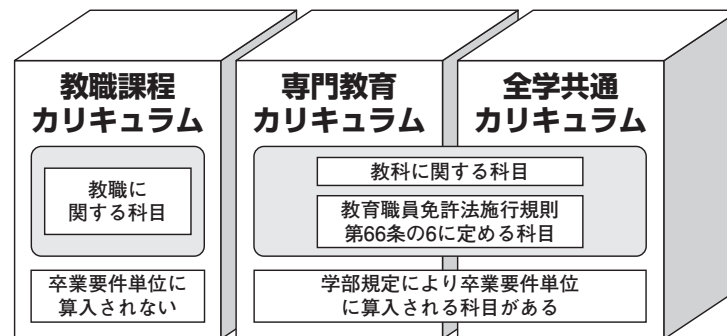 教職課程
カリキュラム
専門教育
カリキュラム
全学共通
カリキュラム
教職に
関する科目
教科に関する科目
教育職員免許法施行規則
第66条の6に定める科目
卒業要件単位に
算入されない
学部規定により卒業要件単位
に算入される科目がある